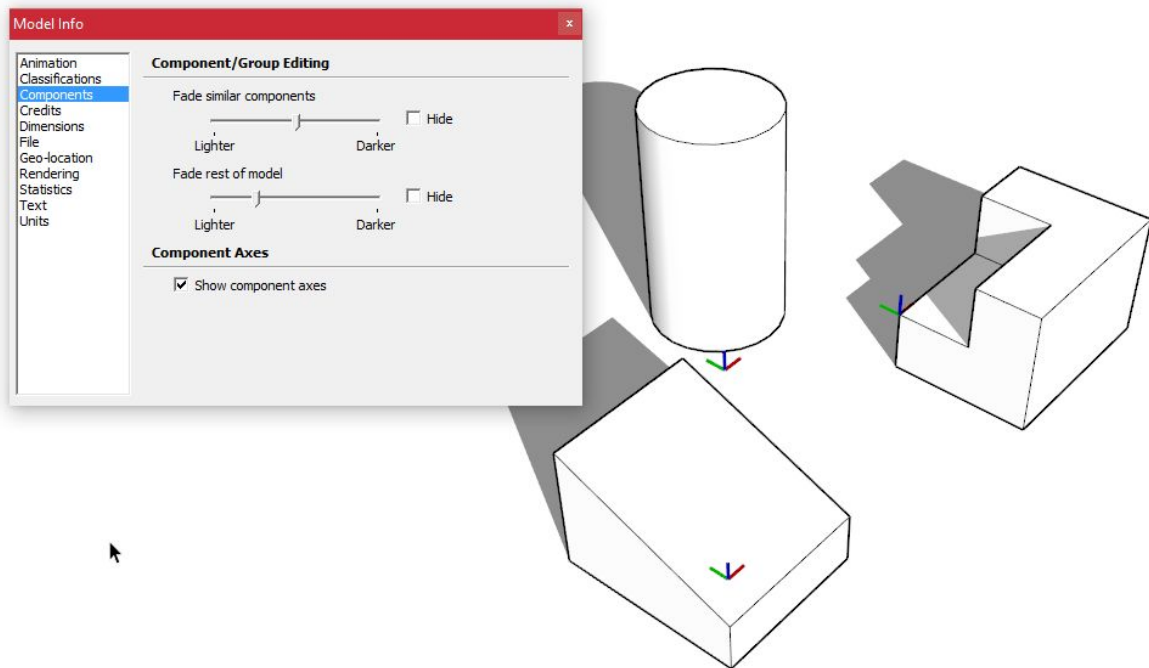 Model Info
x
Animation
Classifications
Components
Credits
Dimensions
File
Geo-location
Rendering
Statistics
Text
Units
Component/Group Editing
Fade similar components
Hide
Lighter Darker
Fade rest of model
Hide
Lighter Darker
Component Axes
Show component axes